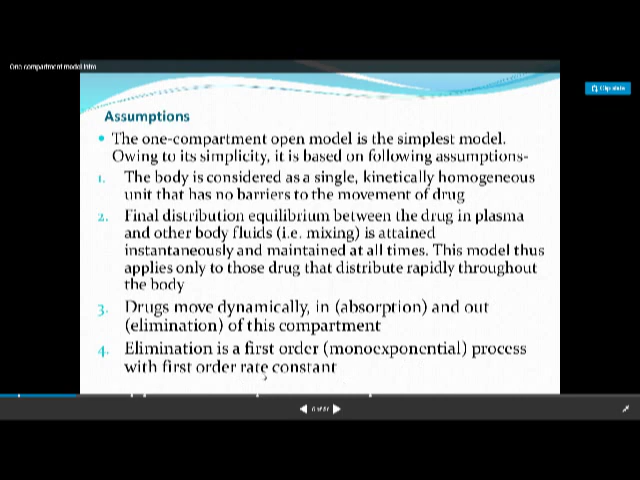 One compartment model intro
Clip slide
Assumptions
• The one-compartment open model is the simplest model.
Owing to its simplicity, it is based on following assumptions-
1. The body is considered as a single, kinetically homogeneous
unit that has no barriers to the movement of drug
2. Final distribution equilibrium between the drug in plasma
and other body fluids (i.e. mixing) is attained
instantaneously and maintained at all times. This model thus
applies only to those drug that distribute rapidly throughout
the body
3. Drugs move dynamically, in (absorption) and out
(elimination) of this compartment
4. Elimination is a first order (monoexponential) process
with first order rate constant